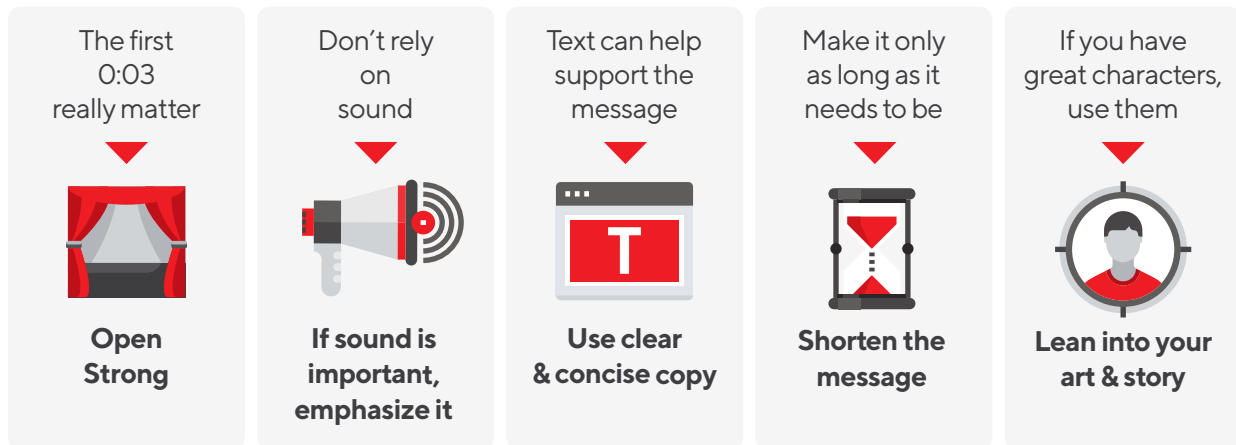 The first
0:03
really matter
Open
Strong
Don’t rely
on
sound
If sound is
important,
emphasize it
Text can help
support the
message
T
Use clear
& concise copy
Make it only
as long as it
needs to be
Shorten the
message
If you have
great characters,
use them
Lean into your
art & story